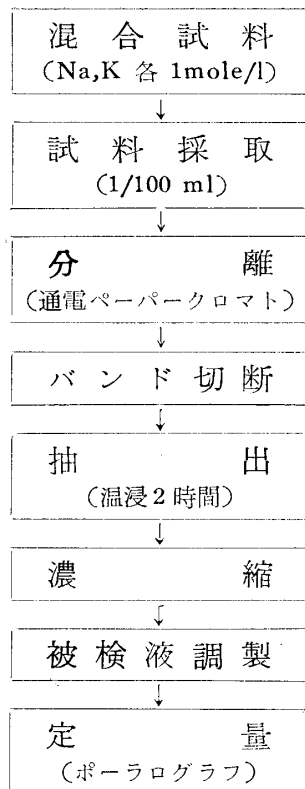 混合試料
(Na,K 各 1mole/l)
↓
試料採取
(1/100 ml)
↓
分離
(通電ペーパークロマト)
↓
バンド切断
↓
抽出
(温浸2時間)
↓
濃縮
↓
被検液調製
↓
定量
(ポーラログラフ)